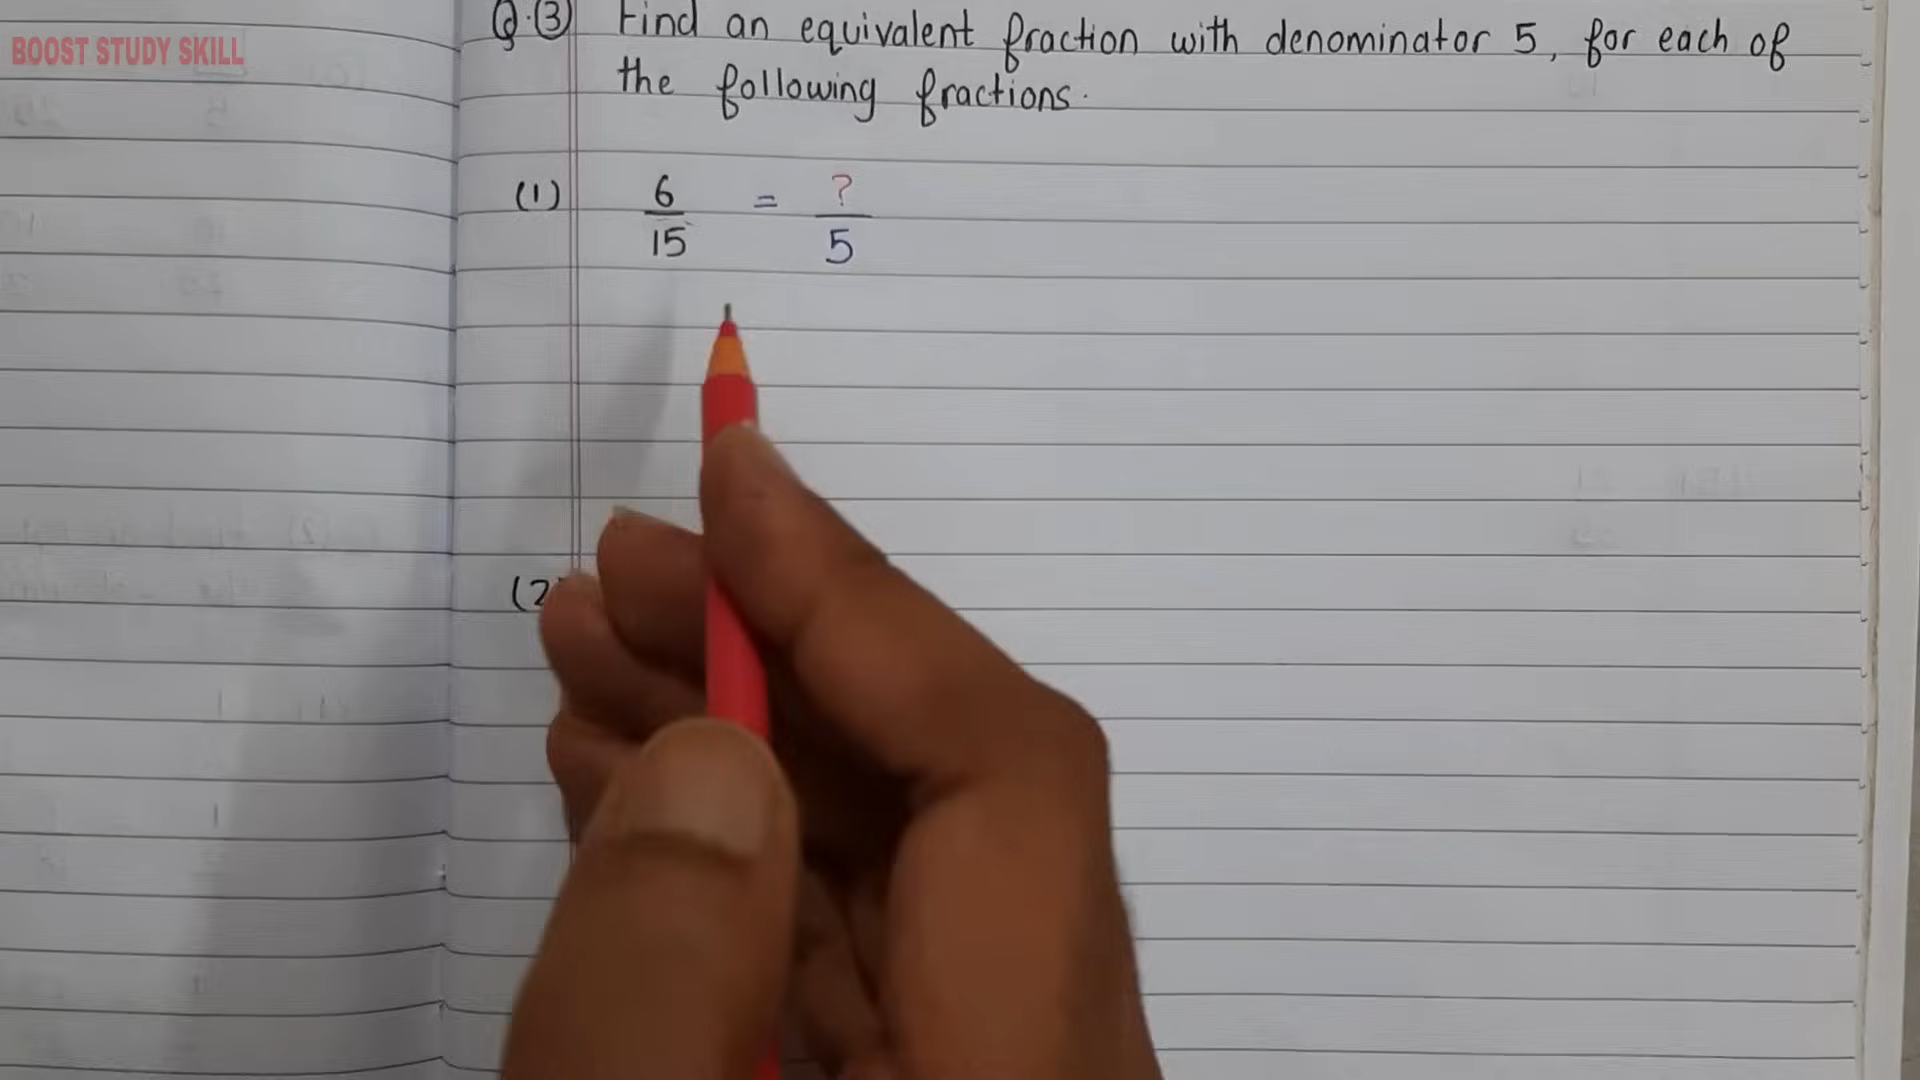 BOOST STUDY SKILL
Q.③ Find an equivalent fraction with denominator 5, for each of
the following fractions.
(1) 6/15 = ?/5
(2